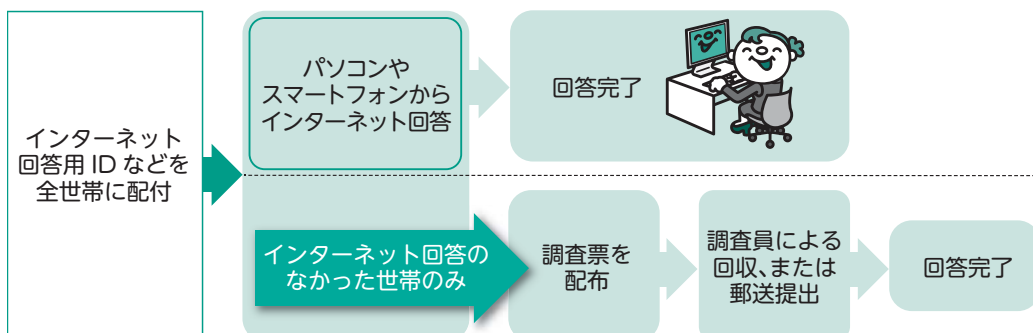 インターネット
回答用 ID などを
全世帯に配付
パソコンや
スマートフォンから
インターネット回答
回答完了
インターネット回答の
なかった世帯のみ
調査票を
配布
調査員による
回収、または
郵送提出
回答完了